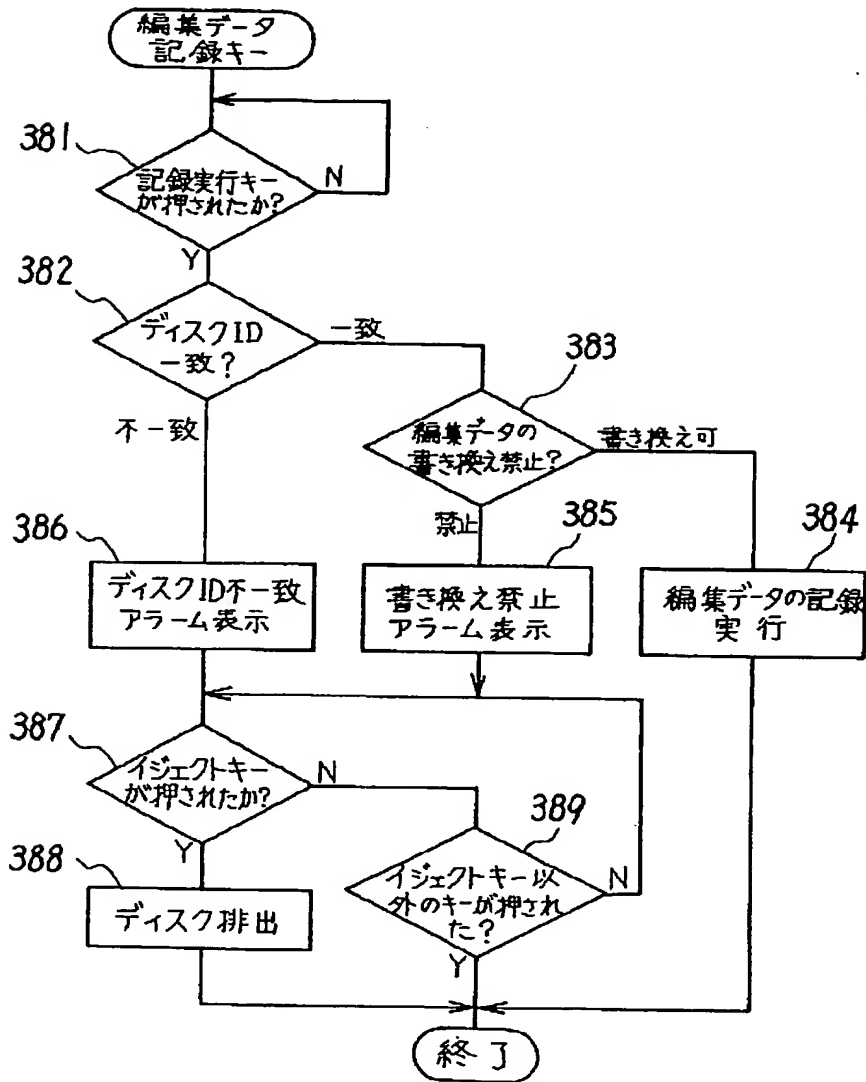 編集データ
記録キー
381
記録実行キー
が押されたか?
N
Y
382
ディスクID
一致?
一致
383
不一致
編集データの
書き換え禁止?
書き換え可
禁止
386
385
384
ディスクID不一致
アラーム表示
書き換え禁止
アラーム表示
編集データの記録
実行
387
イジェクトキー
が押されたか?
N
389
Y
388
イジェクトキー以
外のキーが押され
た?
N
ディスク排出
Y
終了